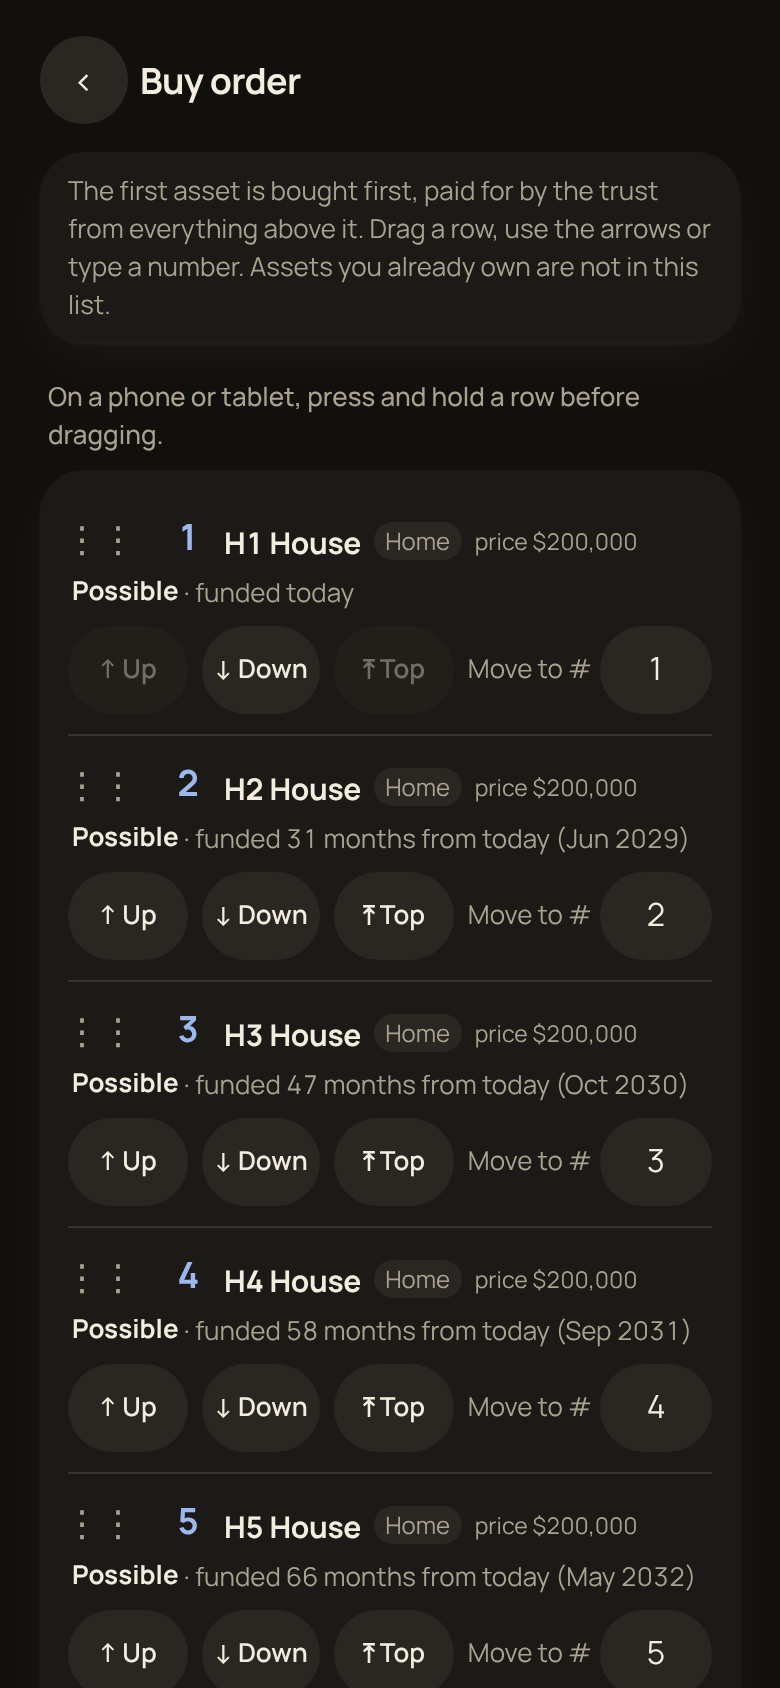 Buy order
The first asset is bought first, paid for by the trust
from everything above it. Drag a row, use the arrows or
type a number. Assets you already own are not in this
list.
On a phone or tablet, press and hold a row before
dragging.
1 H1 House Home price $200,000
Possible · funded today
↑ Up ↓ Down ⤒ Top Move to # 1
2 H2 House Home price $200,000
Possible · funded 31 months from today (Jun 2029)
↑ Up ↓ Down ⤒ Top Move to # 2
3 H3 House Home price $200,000
Possible · funded 47 months from today (Oct 2030)
↑ Up ↓ Down ⤒ Top Move to # 3
4 H4 House Home price $200,000
Possible · funded 58 months from today (Sep 2031)
↑ Up ↓ Down ⤒ Top Move to # 4
5 H5 House Home price $200,000
Possible · funded 66 months from today (May 2032)
↑ Up ↓ Down ⤒ Top Move to # 5